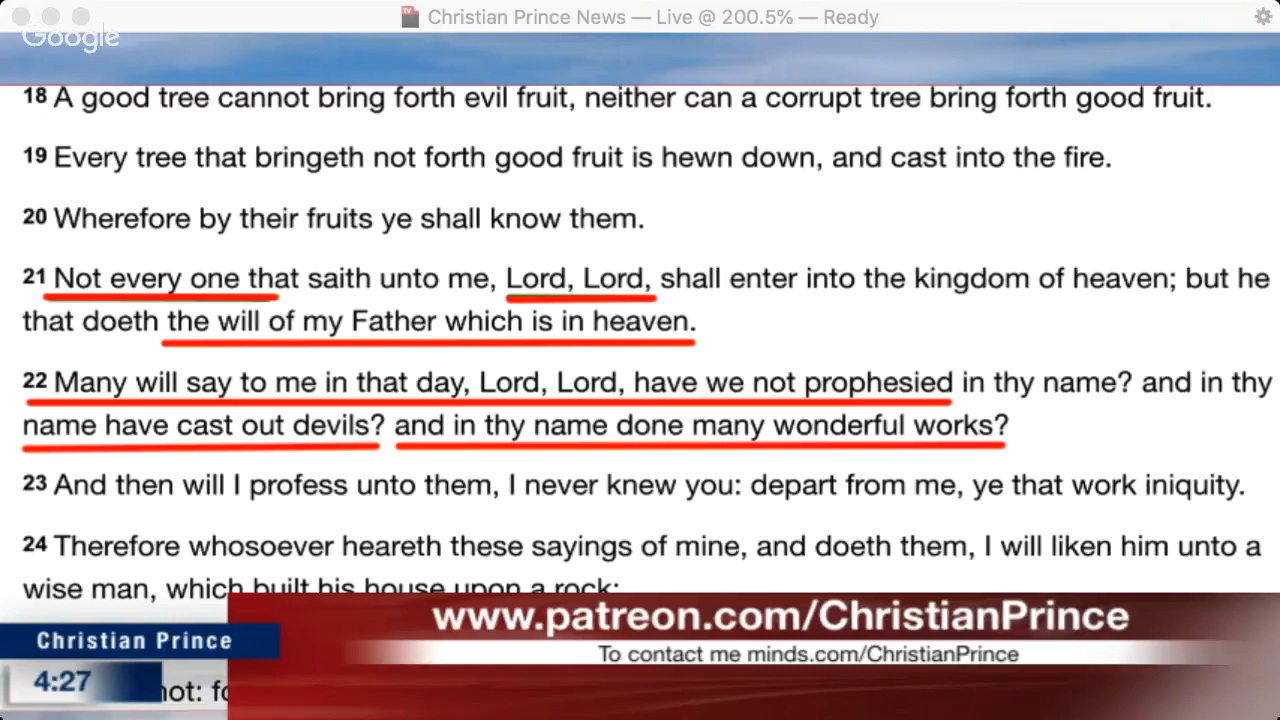 Christian Prince News — Live @ 200.5% — Ready
Google
18 A good tree cannot bring forth evil fruit, neither can a corrupt tree bring forth good fruit.
19 Every tree that bringeth not forth good fruit is hewn down, and cast into the fire.
20 Wherefore by their fruits ye shall know them.
21 Not every one that saith unto me, Lord, Lord, shall enter into the kingdom of heaven; but he
that doeth the will of my Father which is in heaven.
22 Many will say to me in that day, Lord, Lord, have we not prophesied in thy name? and in thy
name have cast out devils? and in thy name done many wonderful works?
23 And then will I profess unto them, I never knew you: depart from me, ye that work iniquity.
24 Therefore whosoever heareth these sayings of mine, and doeth them, I will liken him unto a
wise man, which built his house upon a rock:
www.patreon.com/ChristianPrince
Christian Prince
To contact me minds.com/ChristianPrince
4:27
not: